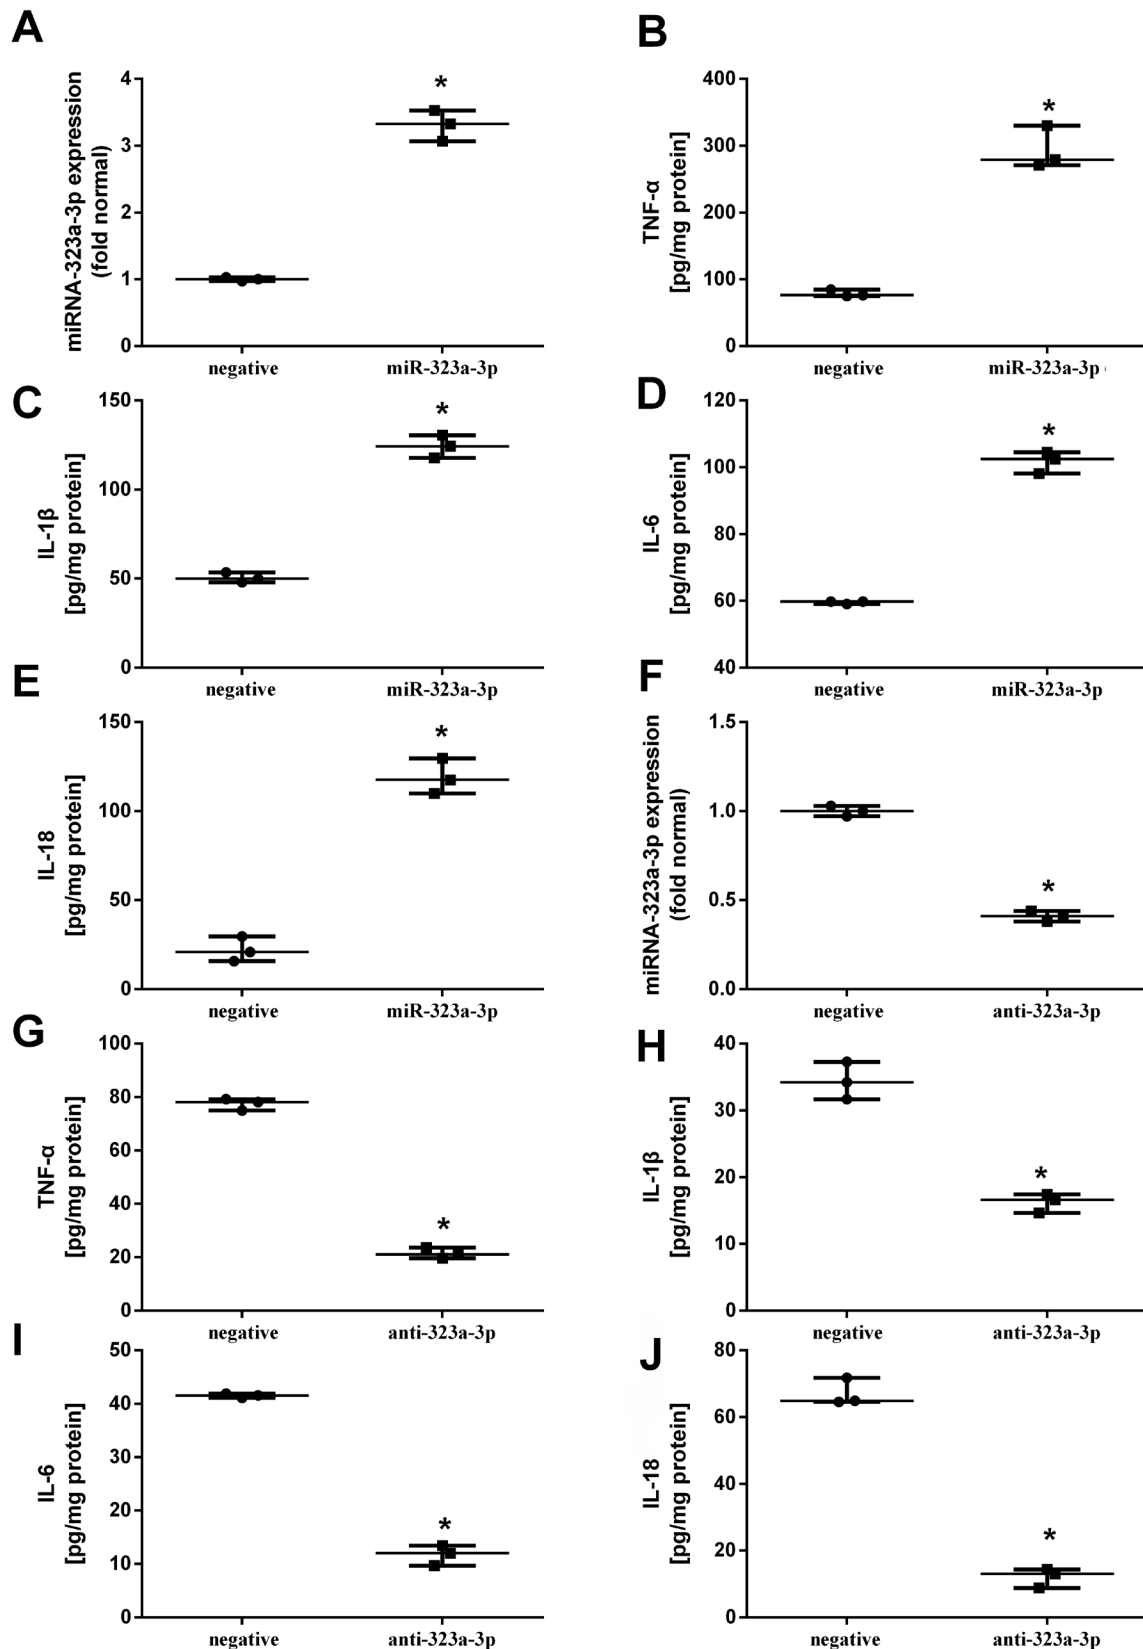 A
miRNA-323a-3p expression
(fold normal)
4
3
2
1
0
*
negative
miR-323a-3p
B
TNF-α
[pg/mg protein]
400
300
200
100
0
*
negative
miR-323a-3p
C
IL-1β
[pg/mg protein]
150
100
50
0
*
negative
miR-323a-3p
D
IL-6
[pg/mg protein]
120
100
80
60
40
*
negative
miR-323a-3p
E
IL-18
[pg/mg protein]
150
100
50
0
*
negative
miR-323a-3p
F
miRNA-323a-3p expression
(fold normal)
1.5
1.0
0.5
0.0
*
negative
anti-323a-3p
G
TNF-α
[pg/mg protein]
100
80
60
40
20
0
*
negative
anti-323a-3p
H
IL-1β
[pg/mg protein]
40
30
20
10
0
*
negative
anti-323a-3p
I
IL-6
[pg/mg protein]
50
40
30
20
10
0
*
negative
anti-323a-3p
J
IL-18
[pg/mg protein]
80
60
40
20
0
*
negative
anti-323a-3p